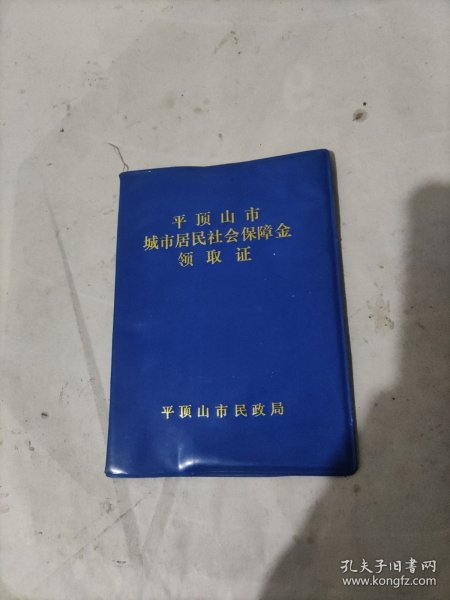 平顶山市
城市居民社会保障金
领取证
平顶山市民政局
孔夫子旧书网
www.kongfz.com